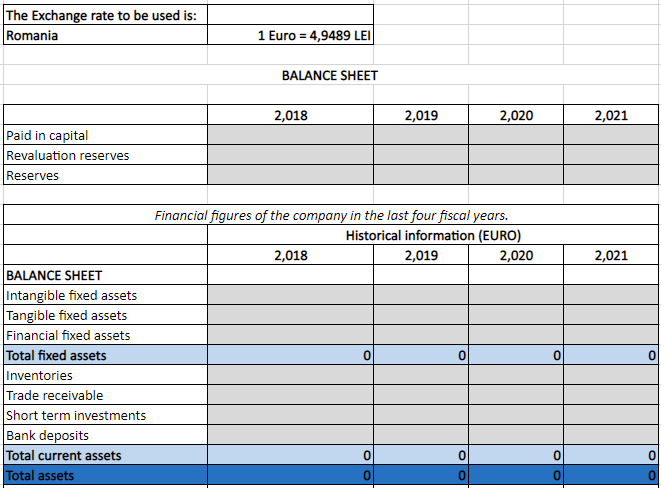 The Exchange rate to be used is:
Romania 1 Euro = 4,9489 LEI
BALANCE SHEET
2,018 2,019 2,020 2,021
Paid in capital
Revaluation reserves
Reserves
Financial figures of the company in the last four fiscal years.
Historical information (EURO)
2,018 2,019 2,020 2,021
BALANCE SHEET
Intangible fixed assets
Tangible fixed assets
Financial fixed assets
Total fixed assets 0 0 0 0
Inventories
Trade receivable
Short term investments
Bank deposits
Total current assets 0 0 0 0
Total assets 0 0 0 0